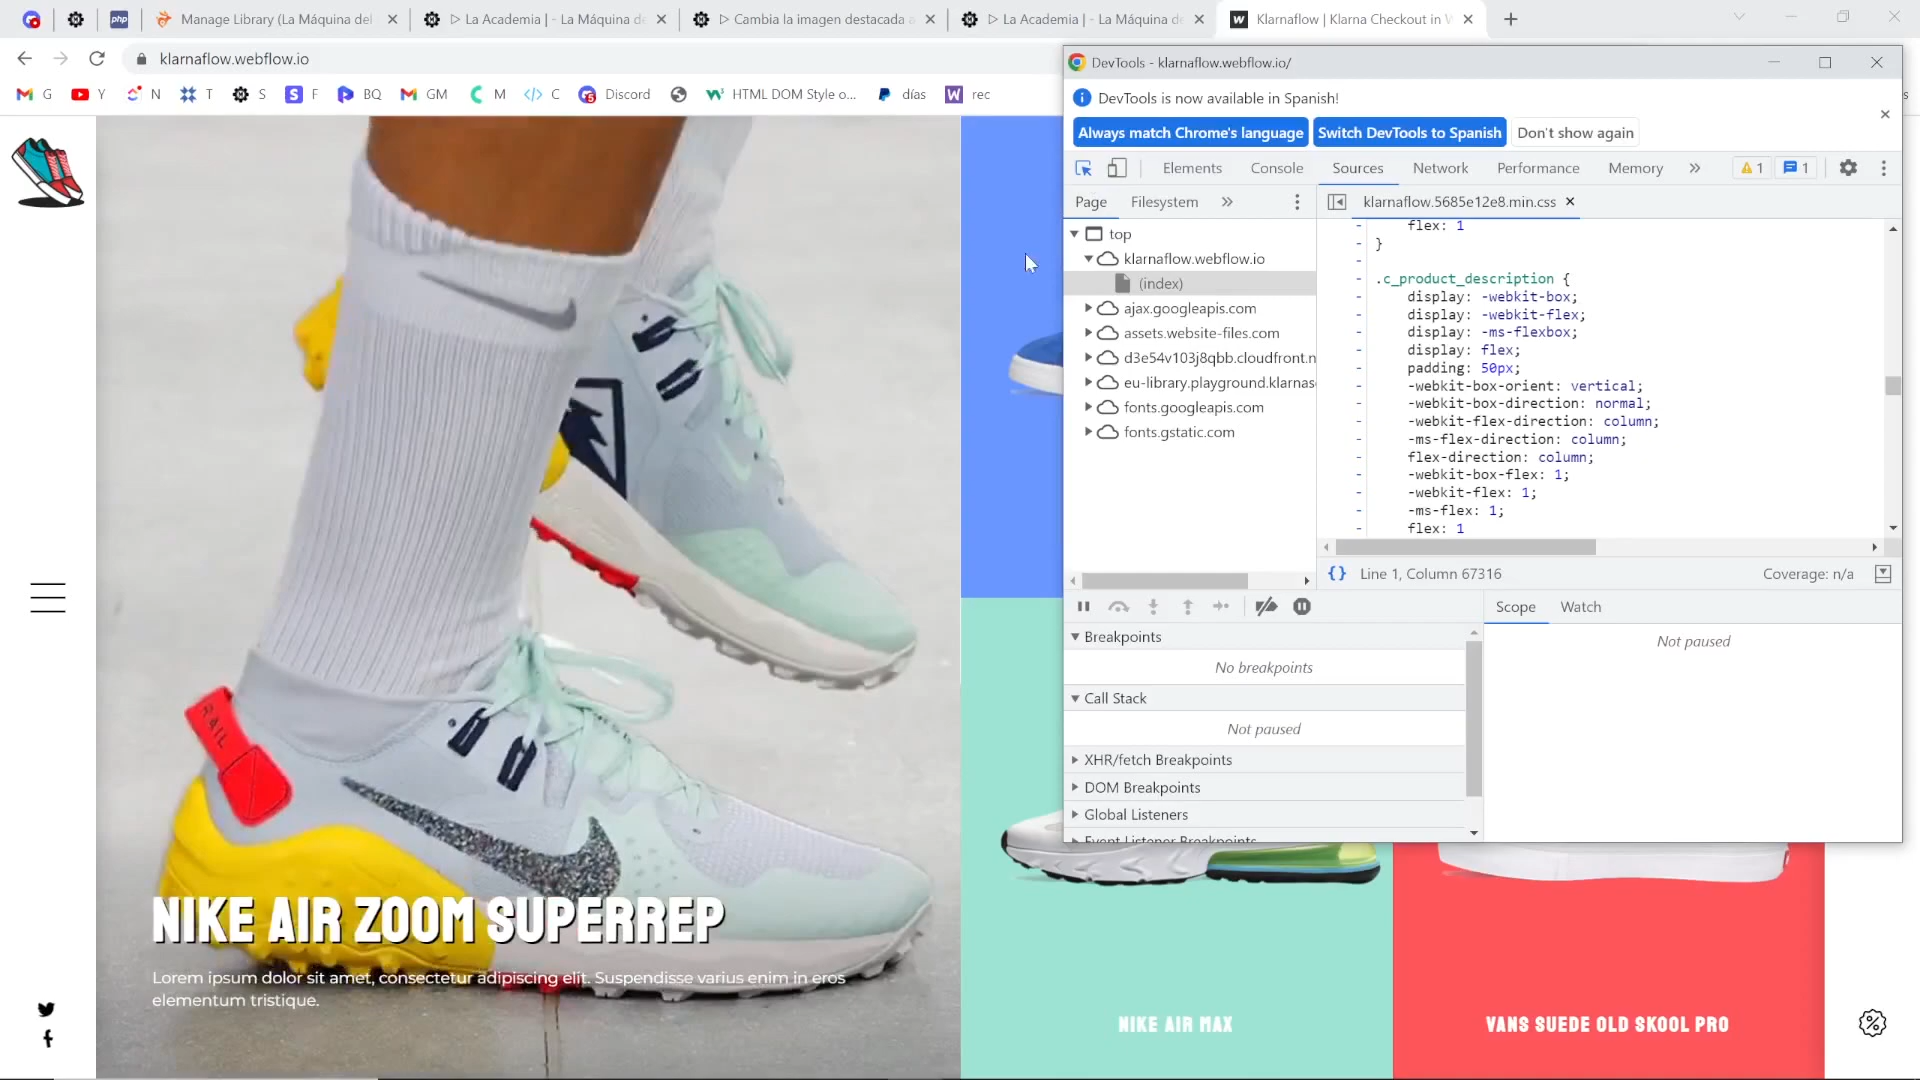 Manage Library (La Máquina del
▷ La Academia | - La Máquina de
▷ Cambia la imagen destacada a
▷ La Academia | - La Máquina de
Klarnaflow | Klarna Checkout in W
klarnaflow.webflow.io
G Y N T S F BQ GM M C Discord HTML DOM Style o... días rec
DevTools - klarnaflow.webflow.io/
DevTools is now available in Spanish!
Always match Chrome's language Switch DevTools to Spanish Don't show again
Elements Console Sources Network Performance Memory » 1 1
Page Filesystem »
klarnaflow.5685e12e8.min.css
top
klarnaflow.webflow.io
(index)
ajax.googleapis.com
assets.website-files.com
d3e54v103j8qbb.cloudfront.n
eu-library.playground.klarnas
fonts.googleapis.com
fonts.gstatic.com
- flex: 1
- }
-
- .c_product_description {
- display: -webkit-box;
- display: -webkit-flex;
- display: -ms-flexbox;
- display: flex;
- padding: 50px;
- -webkit-box-orient: vertical;
- -webkit-box-direction: normal;
- -webkit-flex-direction: column;
- -ms-flex-direction: column;
- flex-direction: column;
- -webkit-box-flex: 1;
- -webkit-flex: 1;
- -ms-flex: 1;
- flex: 1
{} Line 1, Column 67316 Coverage: n/a
Scope Watch
Not paused
Breakpoints
No breakpoints
Call Stack
Not paused
XHR/fetch Breakpoints
DOM Breakpoints
Global Listeners
Event Listener Breakpoints
RAIL
NIKE AIR ZOOM SUPERREP
Lorem ipsum dolor sit amet, consectetur adipiscing elit. Suspendisse varius enim in eros
elementum tristique.
NIKE AIR MAX
VANS SUEDE OLD SKOOL PRO